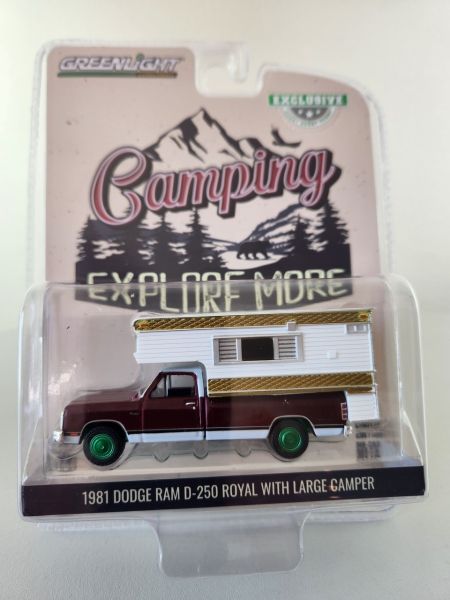 GREENLIGHT
EXCLUSIVE
Camping
EXPLORE MORE
1981 DODGE RAM D-250 ROYAL WITH LARGE CAMPER